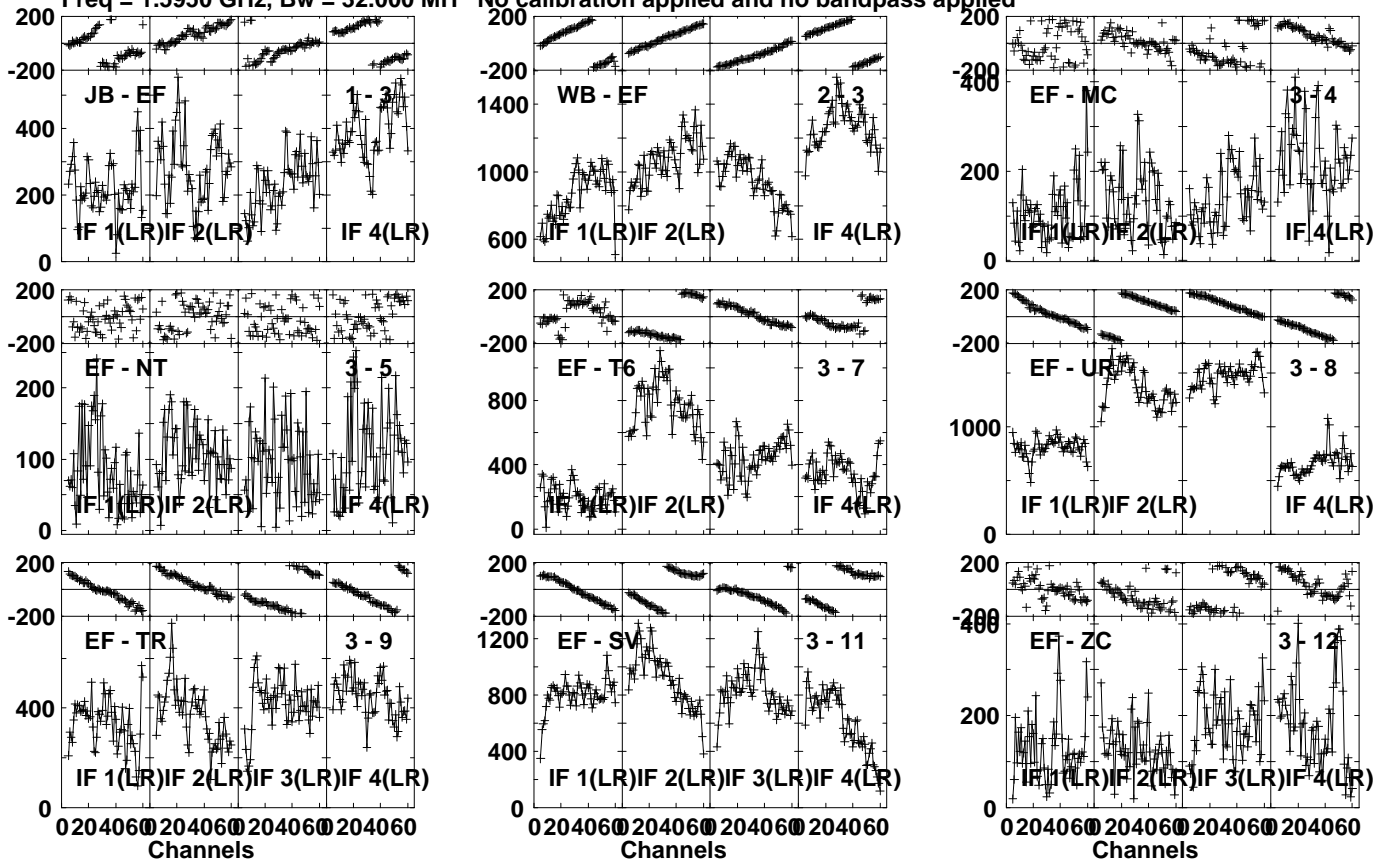 Freq = 1.5950 GHz, Bw = 32.000 MH No calibration applied and no bandpass applied
200
-200
JB - EF 1 - 3
400
200
0
IF 1(LR) IF 2(LR) IF 4(LR)
200
-200
WB - EF 2 - 3
1400
1000
600
IF 1(LR) IF 2(LR) IF 4(LR)
200
-200
400
EF - MC 3 - 4
200
0
IF 1(LR) IF 2(LR) IF 4(LR)
200
-200
EF - NT 3 - 5
200
100
0
IF 1(LR) IF 2(LR) IF 4(LR)
200
-200
EF - T6 3 - 7
800
400
0
IF 1(LR) IF 2(LR) IF 4(LR)
200
-200
EF - UR 3 - 8
1000
0
IF 1(LR) IF 2(LR) IF 4(LR)
200
-200
EF - TR 3 - 9
400
0
IF 1(LR) IF 2(LR) IF 3(LR) IF 4(LR)
0 20 40 60 0 20 40 60 0 20 40 60 0 20 40 60
Channels
200
-200
EF - SV 3 - 11
1200
800
400
0
IF 1(LR) IF 2(LR) IF 3(LR) IF 4(LR)
0 20 40 60 0 20 40 60 0 20 40 60 0 20 40 60
Channels
200
-200
400
EF - ZC 3 - 12
200
0
IF 1(LR) IF 2(LR) IF 3(LR) IF 4(LR)
0 20 40 60 0 20 40 60 0 20 40 60 0 20 40 60
Channels